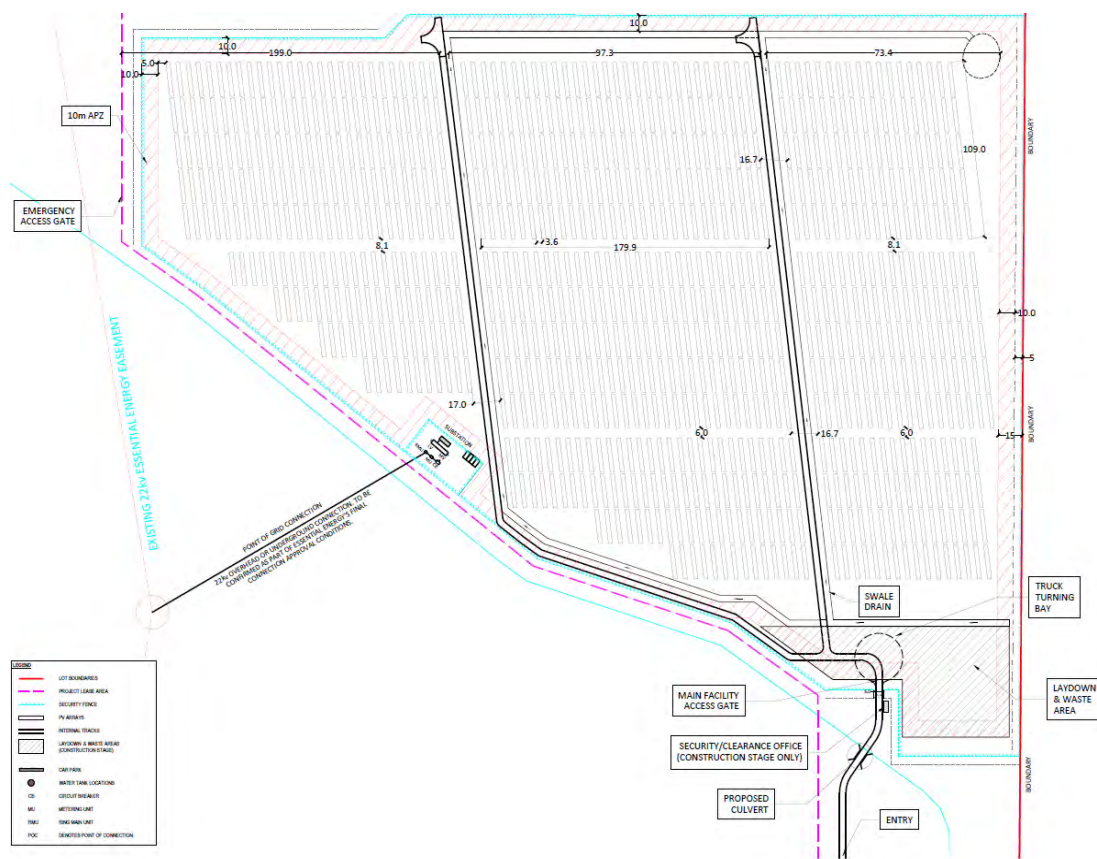 10.0
10.0
199.0
97.3
73.4
5.0
10.0
10m APZ
BOUNDARY
109.0
16.7
EMERGENCY
ACCESS GATE
8.1
3.6
179.9
8.1
10.0
EXISTING 22kv ESSENTIAL ENERGY EASEMENT
5
17.0
BOUNDARY
SUBSTATION
6.0
16.7
6.0
15
POINT OF GRID CONNECTION
22kv OVERHEAD OR UNDERGROUND CONNECTION. TO BE
CONFIRMED AS PART OF ESSENTIAL ENERGY'S FINAL
CONNECTION APPROVAL CONDITIONS.
SWALE
DRAIN
TRUCK
TURNING
BAY
LEGEND
LOT BOUNDARIES
PROJECT LEASE AREA
SECURITY FENCE
PV ARRAYS
INTERNAL TRACKS
LAYDOWN & WASTE AREAS
(CONSTRUCTION STAGE)
CAR PARK
WATER TANK LOCATIONS
CB CIRCUIT BREAKER
MU METERING UNIT
RMU RING MAIN UNIT
POC DENOTES POINT OF CONNECTION
MAIN FACILITY
ACCESS GATE
LAYDOWN
& WASTE
AREA
SECURITY/CLEARANCE OFFICE
(CONSTRUCTION STAGE ONLY)
BOUNDARY
PROPOSED
CULVERT
ENTRY